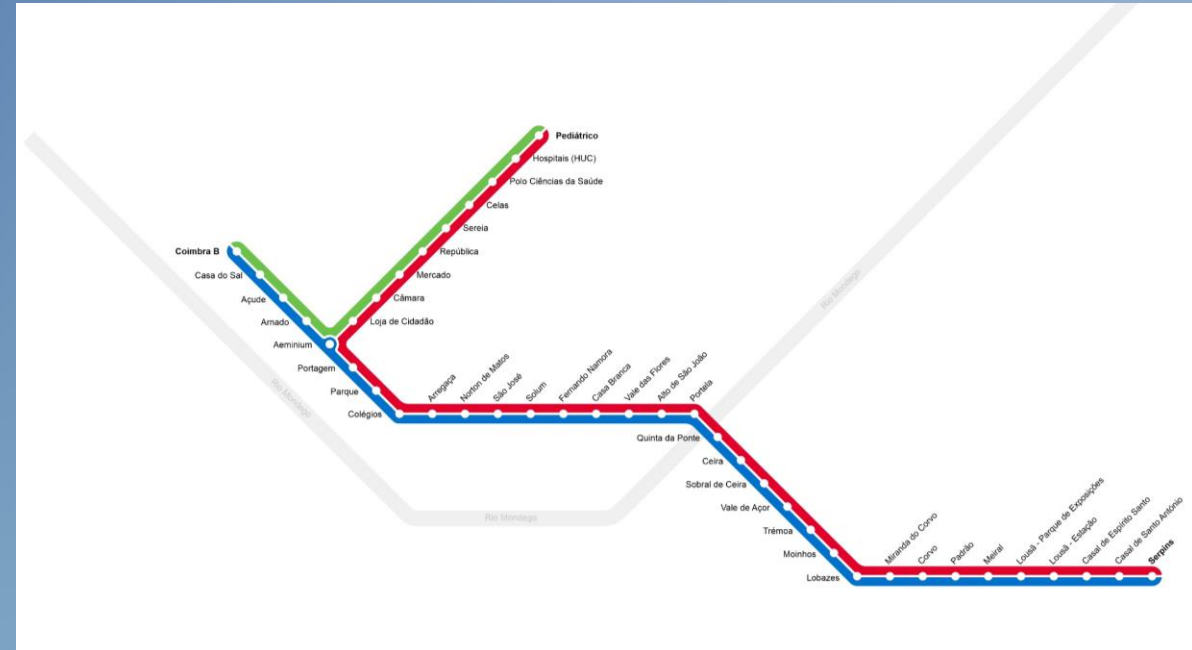 Pediátrico
Hospitais (HUC)
Polo Ciências da Saúde
Celas
Sereia
República
Mercado
Câmara
Loja de Cidadão
Coimbra B
Casa do Sal
Açude
Arnado
Aeminium
Portagem
Parque
Colégios
Arregaça
Norton de Matos
São José
Solum
Fernando Namora
Casa Branca
Vale das Flores
Alto de São João
Portela
Quinta da Ponte
Ceira
Sobral de Ceira
Vale de Açor
Trémoa
Moinhos
Lobazes
Miranda do Corvo
Corvo
Padrão
Meiral
Lousã - Parque de Exposições
Lousã - Estação
Casal de Espírito Santo
Casal de Santo António
Serpins
Rio Mondego
Rio Mondego
Rio Mondego